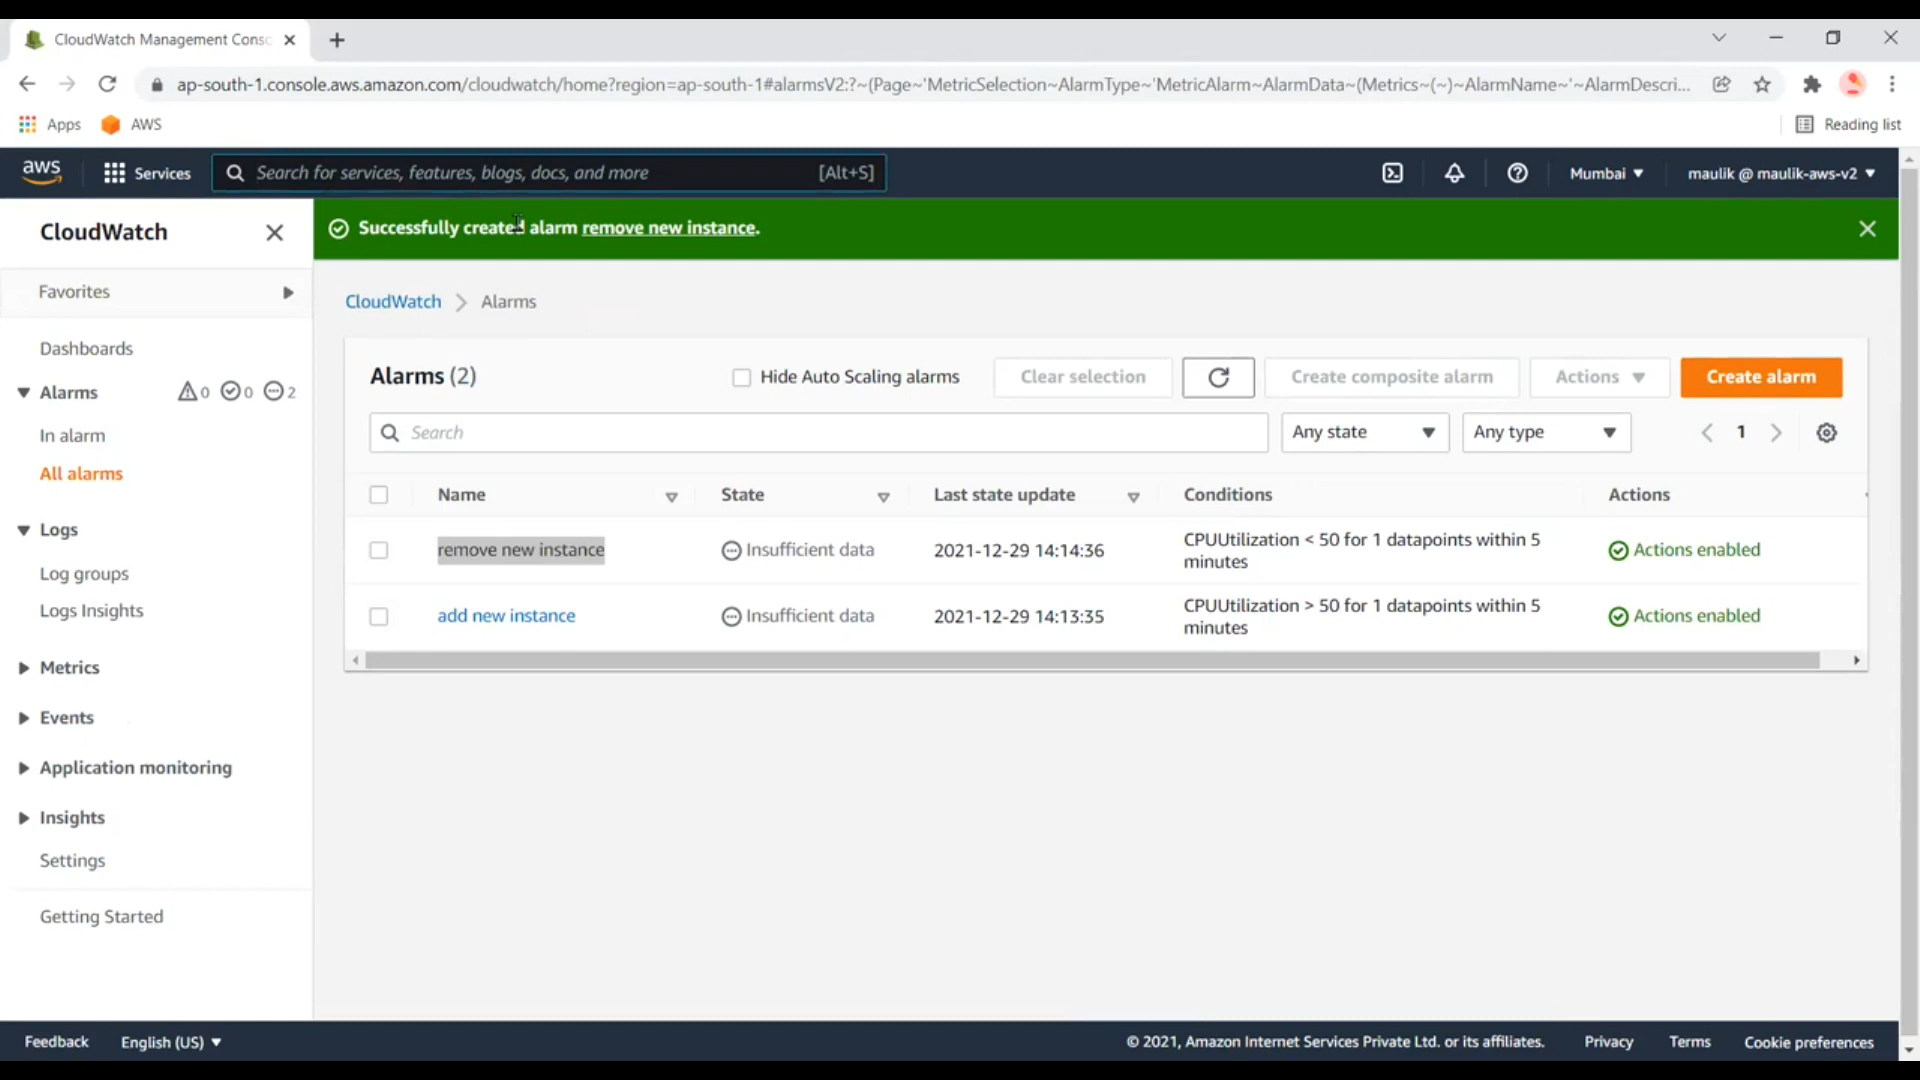 CloudWatch Management Consc
ap-south-1.console.aws.amazon.com/cloudwatch/home?region=ap-south-1#alarmsV2:?~(Page~'MetricSelection~AlarmType~'MetricAlarm~AlarmData~(Metrics~(~)~AlarmName~'~AlarmDescri...
Apps AWS Reading list
aws Services Search for services, features, blogs, docs, and more [Alt+S] Mumbai maulik @ maulik-aws-v2
CloudWatch
Successfully created alarm remove new instance.
Favorites
CloudWatch Alarms
Dashboards
Alarms 0 0 2
In alarm
All alarms
Logs
Log groups
Logs Insights
Metrics
Events
Application monitoring
Insights
Settings
Getting Started
Alarms (2) Hide Auto Scaling alarms Clear selection Create composite alarm Actions Create alarm
Search Any state Any type 1
Name State Last state update Conditions Actions
remove new instance Insufficient data 2021-12-29 14:14:36 CPUUtilization < 50 for 1 datapoints within 5 Actions enabled
minutes
add new instance Insufficient data 2021-12-29 14:13:35 CPUUtilization > 50 for 1 datapoints within 5 Actions enabled
minutes
Feedback English (US) © 2021, Amazon Internet Services Private Ltd. or its affiliates. Privacy Terms Cookie preferences